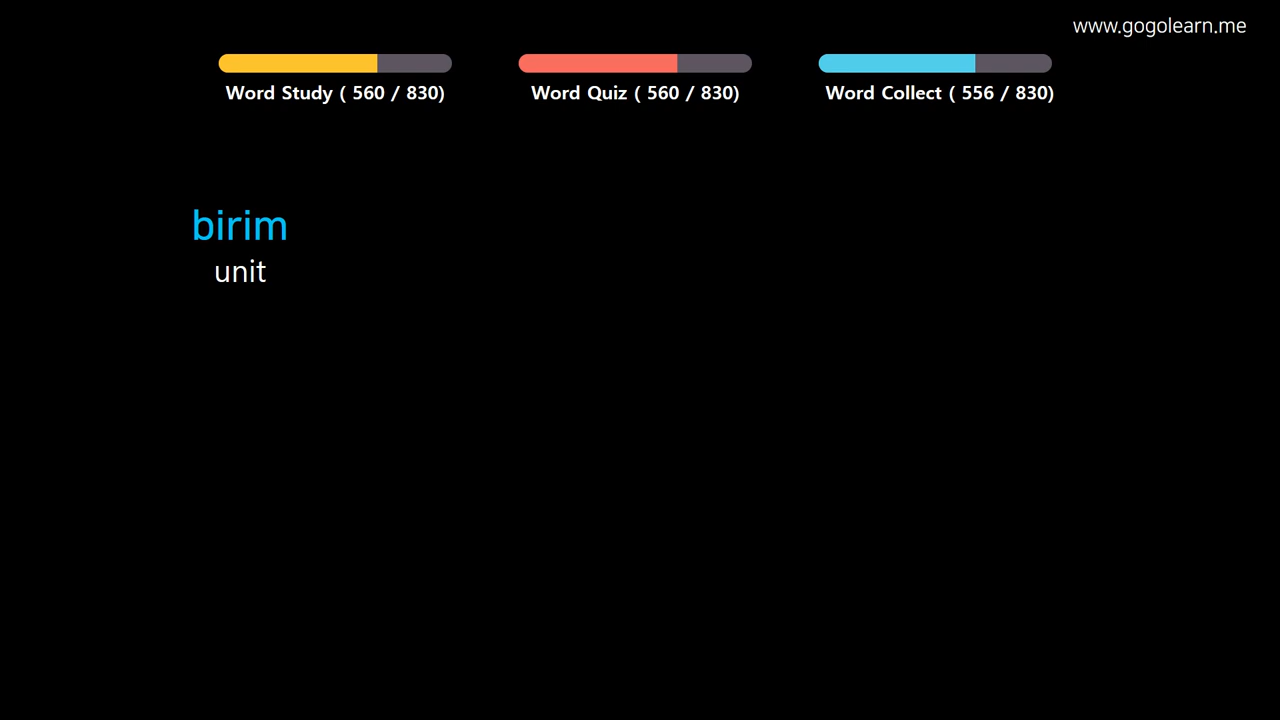 www.gogolearn.me
Word Study ( 560 / 830)
Word Quiz ( 560 / 830)
Word Collect ( 556 / 830)
birim
unit